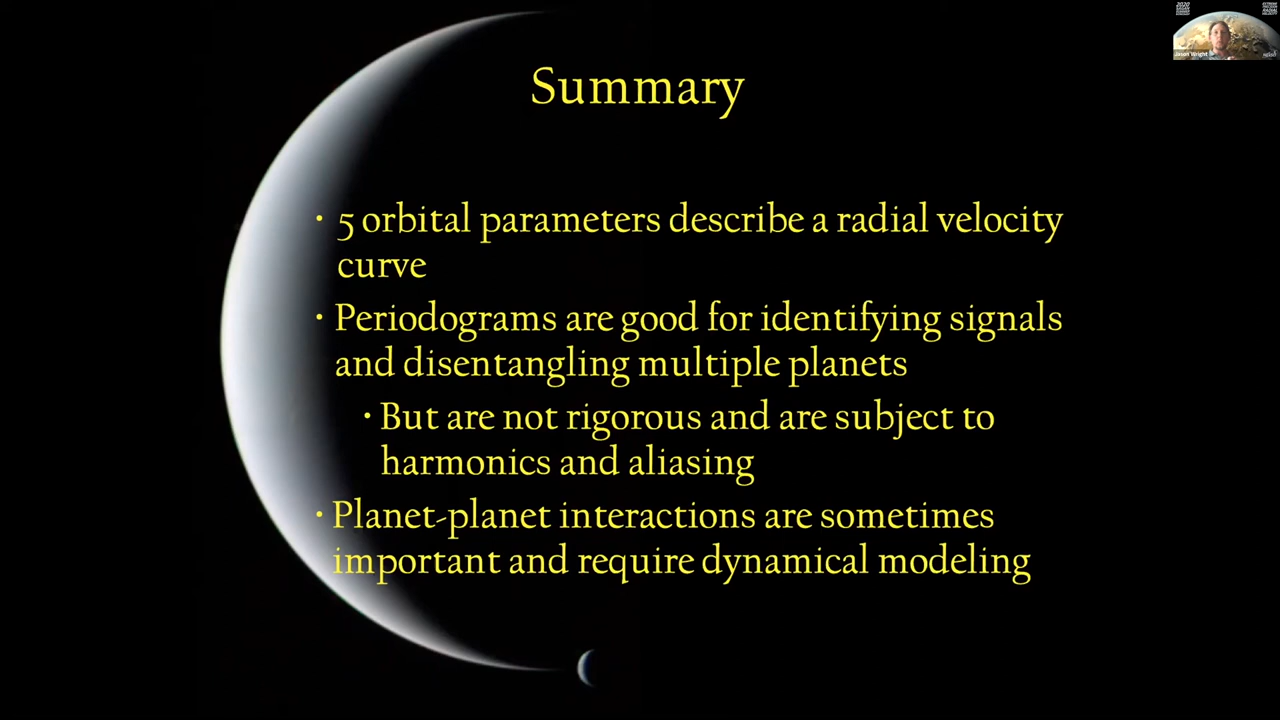 Summary
· 5 orbital parameters describe a radial velocity
curve
· Periodograms are good for identifying signals
and disentangling multiple planets
· But are not rigorous and are subject to
harmonics and aliasing
· Planet-planet interactions are sometimes
important and require dynamical modeling
Jason Wright